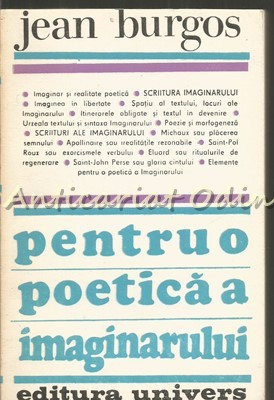 jean burgos
● Imaginar și realitate poetică ● SCRIITURA IMAGINARULUI
● Imaginea în libertate ● Spațiu al textului, locuri ale
Imaginarului ● Itinerarele obligate și textul în devenire ●
Urzeala textului și sintaxa Imaginarului ● Poezie și morfogeneză
● SCRIITURI ALE IMAGINARULUI ● Michaux sau plăcerea
semnului ● Apollinaire sau realitățile rezonabile ● Saint-Pol
Roux sau exorcismele verbului ● Eluard sau ritualurile de
regenerare ● Saint-John Perse sau gloria cîntului ● Elemente
pentru o poetică a Imaginarului
Anticariat Odin
pentru o
poetică a
imaginarului
editura univers